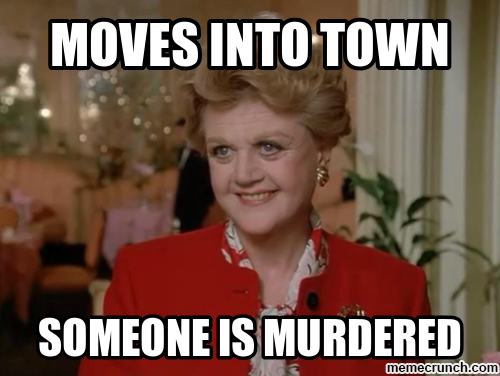 MOVES INTO TOWN
SOMEONE IS MURDERED
memecrunch.com